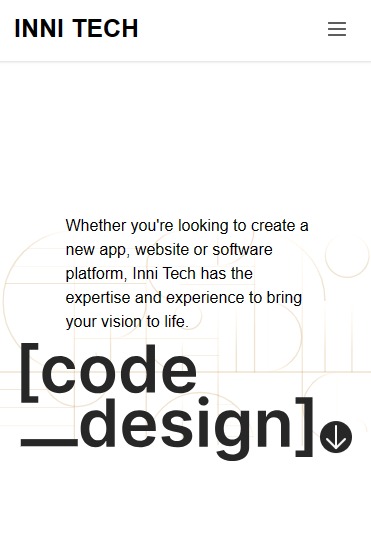 INNI TECH
Whether you're looking to create a
new app, website or software
platform, Inni Tech has the
expertise and experience to bring
your vision to life.
[code
__design]